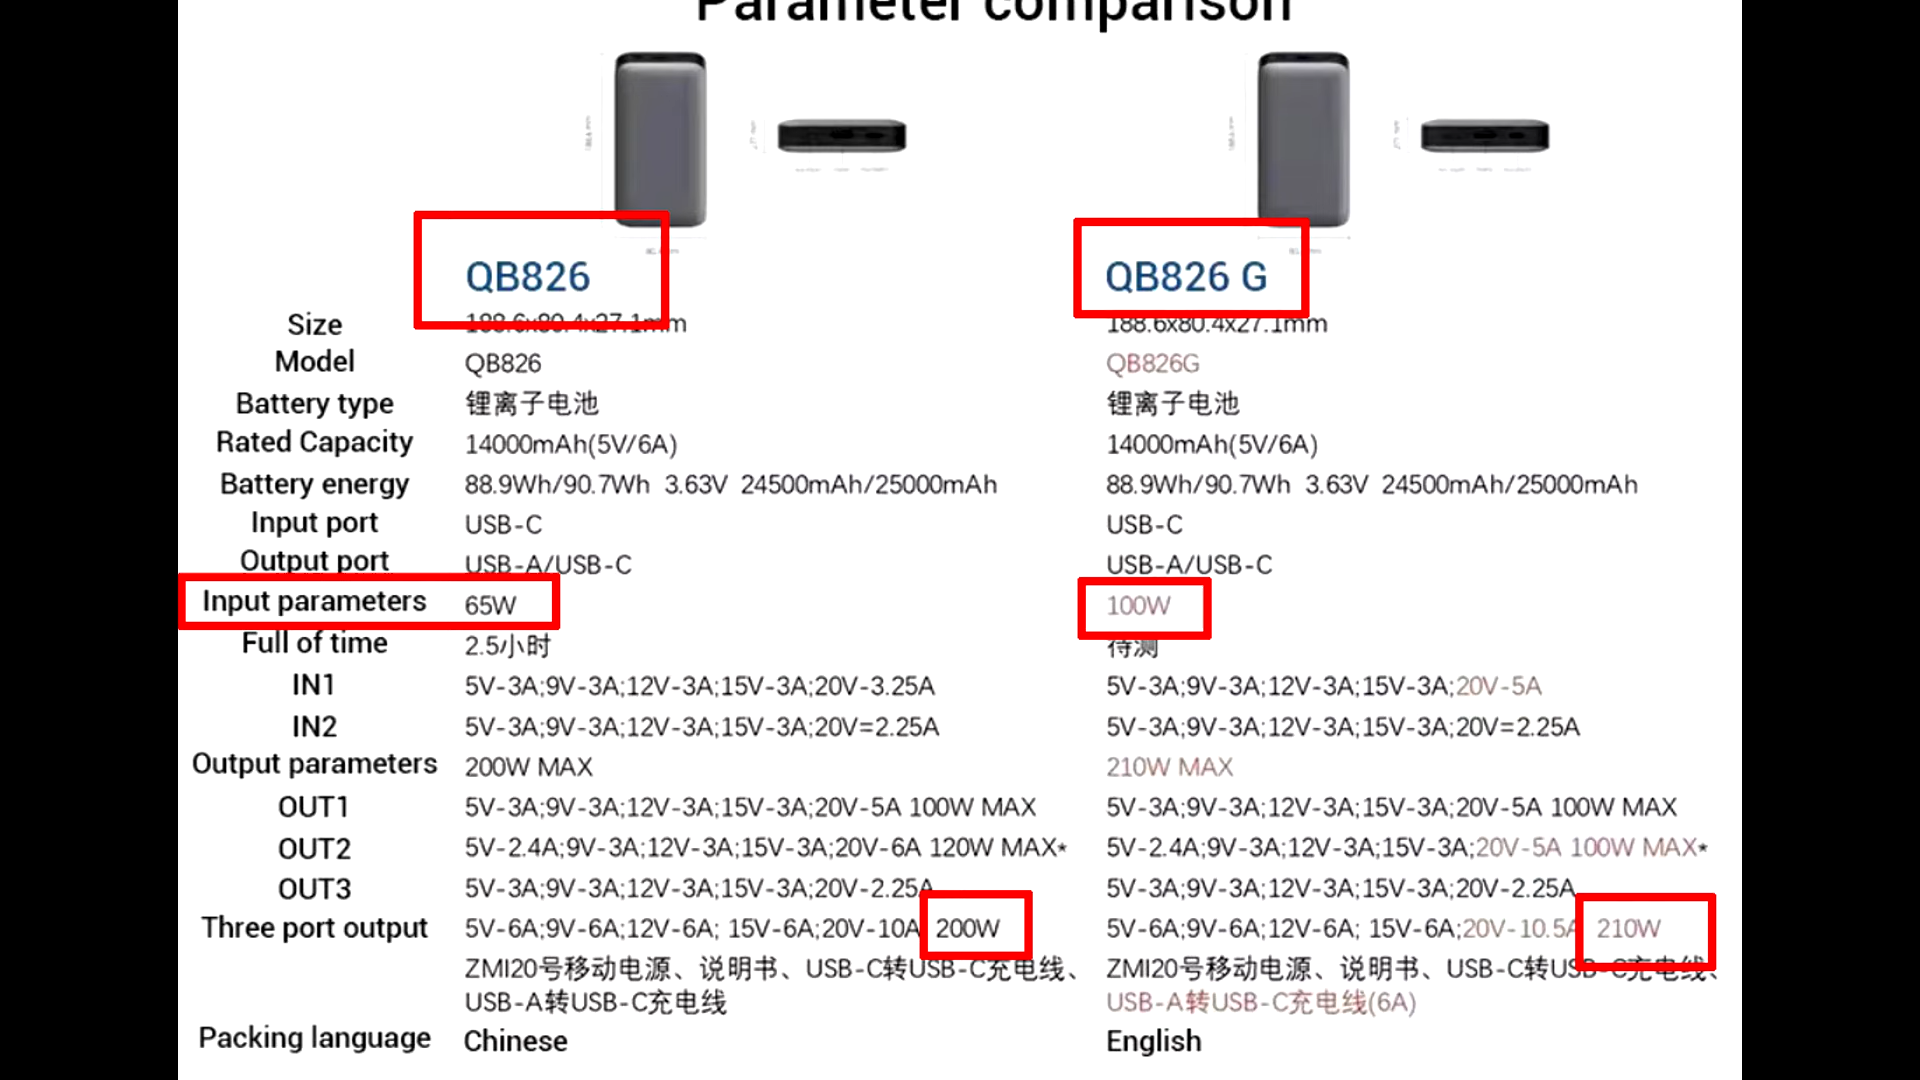 Parameter comparison
QB826 QB826 G
Size 188.6x80.4x27.1mm 188.6x80.4x27.1mm
Model QB826 QB826G
Battery type 锂离子电池 锂离子电池
Rated Capacity 14000mAh(5V/6A) 14000mAh(5V/6A)
Battery energy 88.9Wh/90.7Wh 3.63V 24500mAh/25000mAh 88.9Wh/90.7Wh 3.63V 24500mAh/25000mAh
Input port USB-C USB-C
Output port USB-A/USB-C USB-A/USB-C
Input parameters 65W 100W
Full of time 2.5小时 待测
IN1 5V-3A;9V-3A;12V-3A;15V-3A;20V-3.25A 5V-3A;9V-3A;12V-3A;15V-3A;20V-5A
IN2 5V-3A;9V-3A;12V-3A;15V-3A;20V=2.25A 5V-3A;9V-3A;12V-3A;15V-3A;20V=2.25A
Output parameters 200W MAX 210W MAX
OUT1 5V-3A;9V-3A;12V-3A;15V-3A;20V-5A 100W MAX 5V-3A;9V-3A;12V-3A;15V-3A;20V-5A 100W MAX
OUT2 5V-2.4A;9V-3A;12V-3A;15V-3A;20V-6A 120W MAX* 5V-2.4A;9V-3A;12V-3A;15V-3A;20V-5A 100W MAX*
OUT3 5V-3A;9V-3A;12V-3A;15V-3A;20V-2.25A 5V-3A;9V-3A;12V-3A;15V-3A;20V-2.25A
Three port output 5V-6A;9V-6A;12V-6A; 15V-6A;20V-10A 200W 5V-6A;9V-6A;12V-6A; 15V-6A;20V-10.5A 210W
ZMI20号移动电源、说明书、USB-C转USB-C充电线、 ZMI20号移动电源、说明书、USB-C转USB-C充电线、
USB-A转USB-C充电线 USB-A转USB-C充电线(6A)
Packing language Chinese English